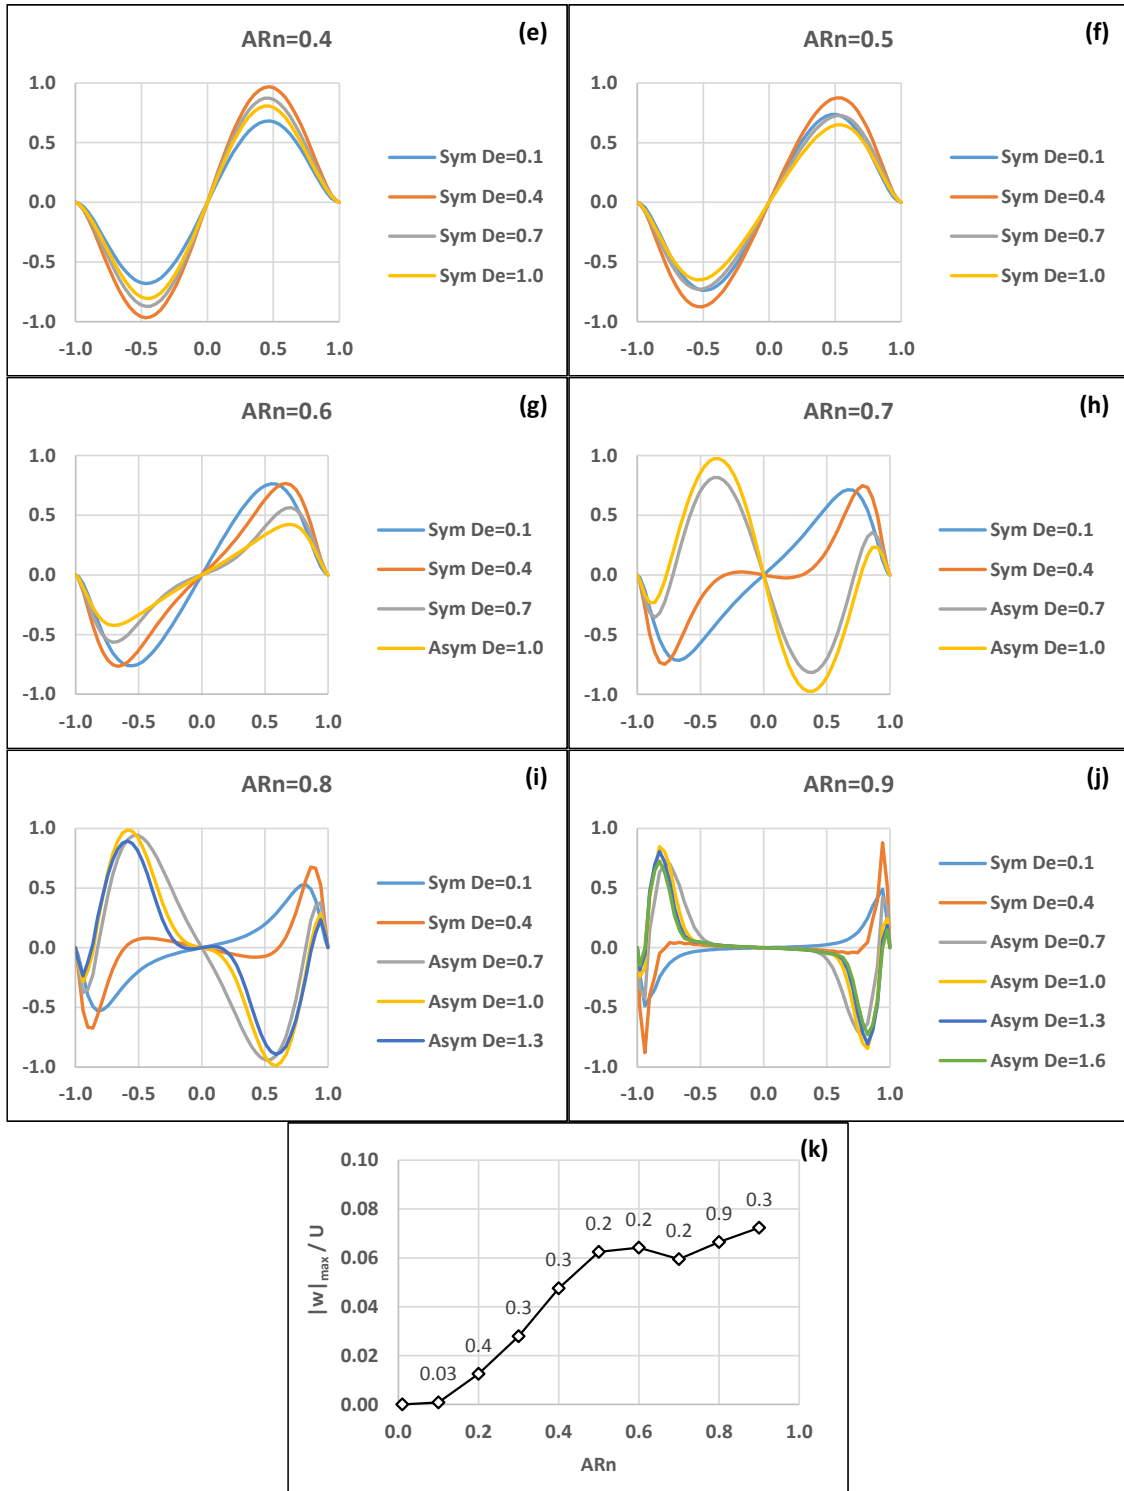 ARn=0.4 (e)
1.0
0.5
0.0
-0.5
-1.0
-1.0 -0.5 0.0 0.5 1.0
Sym De=0.1
Sym De=0.4
Sym De=0.7
Sym De=1.0
ARn=0.5 (f)
1.0
0.5
0.0
-0.5
-1.0
-1.0 -0.5 0.0 0.5 1.0
Sym De=0.1
Sym De=0.4
Sym De=0.7
Sym De=1.0
ARn=0.6 (g)
1.0
0.5
0.0
-0.5
-1.0
-1.0 -0.5 0.0 0.5 1.0
Sym De=0.1
Sym De=0.4
Sym De=0.7
Asym De=1.0
ARn=0.7 (h)
1.0
0.5
0.0
-0.5
-1.0
-1.0 -0.5 0.0 0.5 1.0
Sym De=0.1
Sym De=0.4
Asym De=0.7
Asym De=1.0
ARn=0.8 (i)
1.0
0.5
0.0
-0.5
-1.0
-1.0 -0.5 0.0 0.5 1.0
Sym De=0.1
Sym De=0.4
Asym De=0.7
Asym De=1.0
Asym De=1.3
ARn=0.9 (j)
1.0
0.5
0.0
-0.5
-1.0
-1.0 -0.5 0.0 0.5 1.0
Sym De=0.1
Sym De=0.4
Asym De=0.7
Asym De=1.0
Asym De=1.3
Asym De=1.6
(k)
|w|max / U
0.10
0.08
0.06
0.04
0.02
0.00
0.03 0.4 0.3 0.3 0.2 0.2 0.2 0.9 0.3
0.0 0.2 0.4 0.6 0.8 1.0
ARn